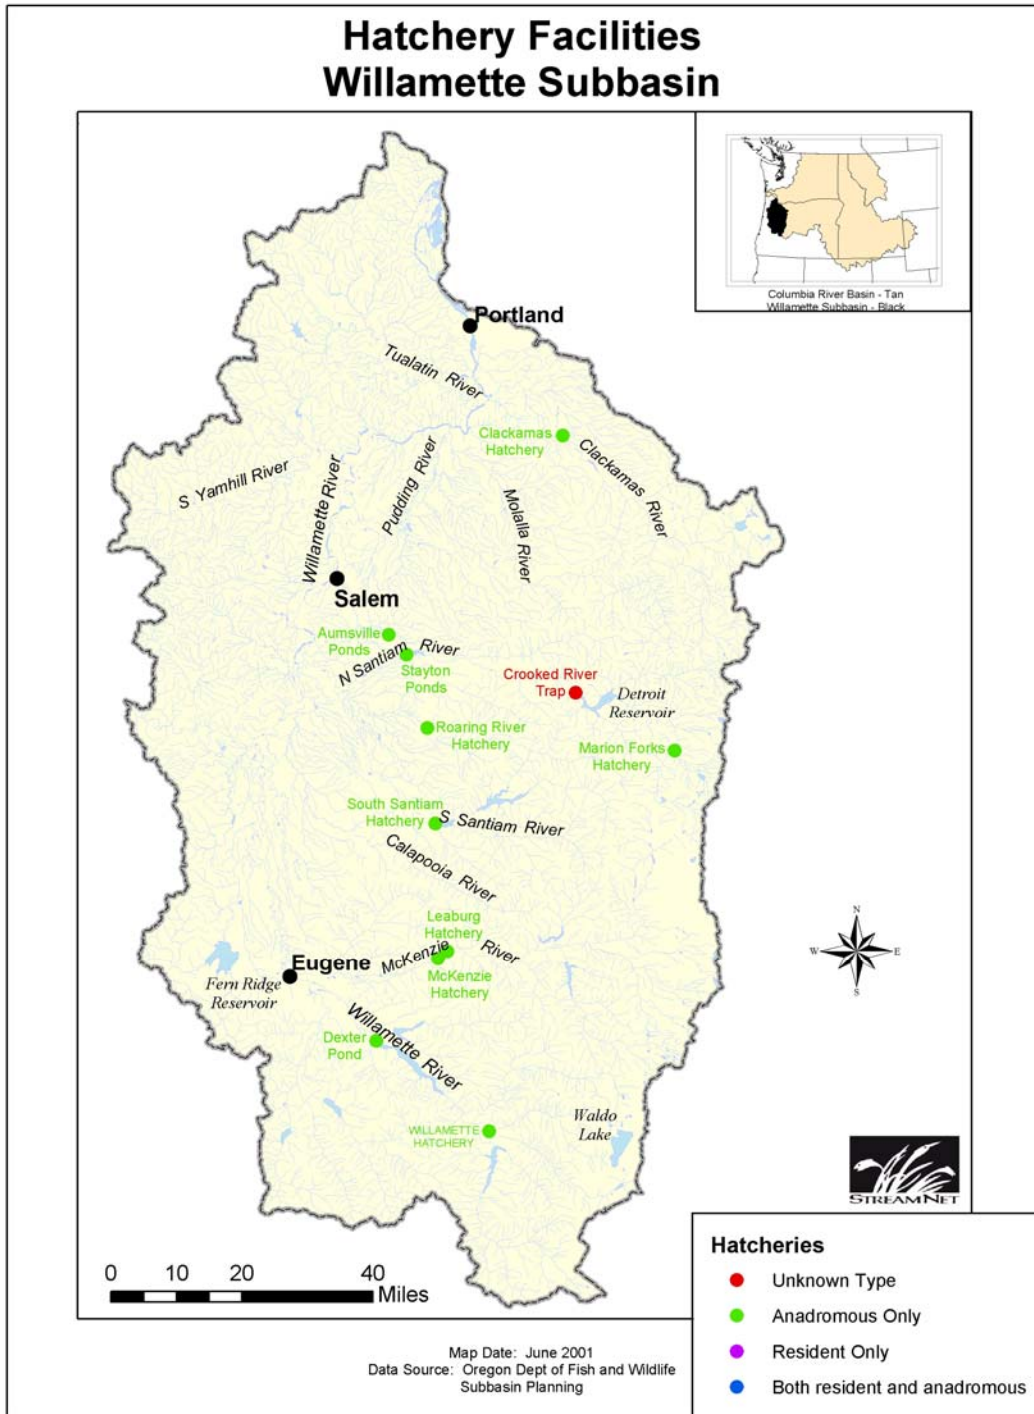 Hatchery Facilities
Willamette Subbasin
Columbia River Basin - Tan
Willamette Subbasin - Black
Portland
Tualatin River
Clackamas
Hatchery
Clackamas River
S Yamhill River
Willamette River
Pudding River
Molalla River
Salem
Aumsville
Ponds
N Santiam River
Stayton
Ponds
Crooked River
Trap
Detroit
Reservoir
Roaring River
Hatchery
Marion Forks
Hatchery
South Santiam
Hatchery
S Santiam River
Calapooia River
Leaburg
Hatchery
McKenzie River
McKenzie
Hatchery
Eugene
Fern Ridge
Reservoir
Willamette River
Dexter
Pond
WILLAMETTE
HATCHERY
Waldo
Lake
N
W
E
S
STREAMNET
0 10 20 40
Miles
Hatcheries
Unknown Type
Anadromous Only
Resident Only
Both resident and anadromous
Map Date: June 2001
Data Source: Oregon Dept of Fish and Wildlife
Subbasin Planning